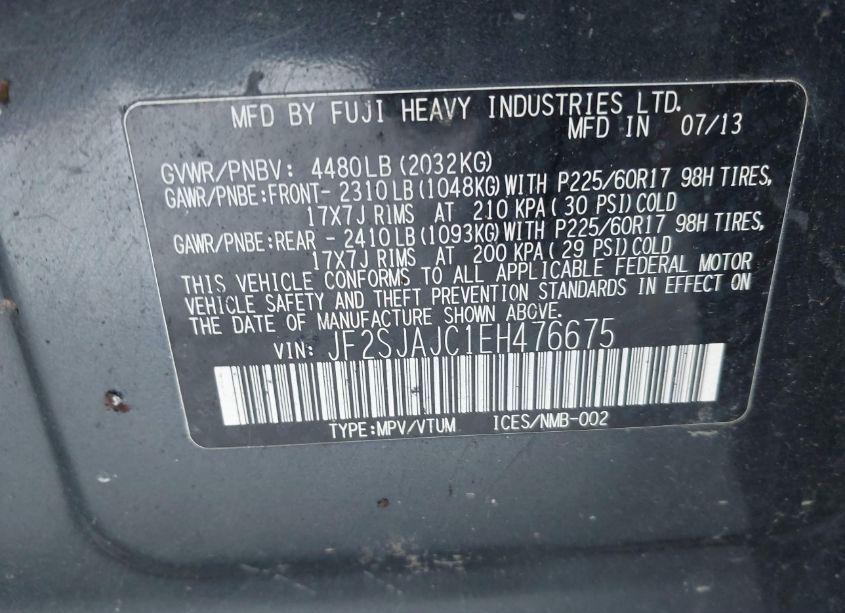 MFD BY FUJI HEAVY INDUSTRIES LTD.
MFD IN 07/13
GVWR/PNBV: 4480LB(2032KG)
GAWR/PNBE:FRONT- 2310LB(1048KG)WITH P225/60R17 98H TIRES,
17X7J RIMS AT 210 KPA(30 PSI)COLD
GAWR/PNBE:REAR - 2410LB(1093KG)WITH P225/60R17 98H TIRES,
17X7J RIMS AT 200 KPA(29 PSI)COLD
THIS VEHICLE CONFORMS TO ALL APPLICABLE FEDERAL MOTOR
VEHICLE SAFETY AND THEFT PREVENTION STANDARDS IN EFFECT ON
THE DATE OF MANUFACTURE SHOWN ABOVE.
VIN: JF2SJAJC1EH476675
TYPE:MPV/VTUM ICES/NMB-002